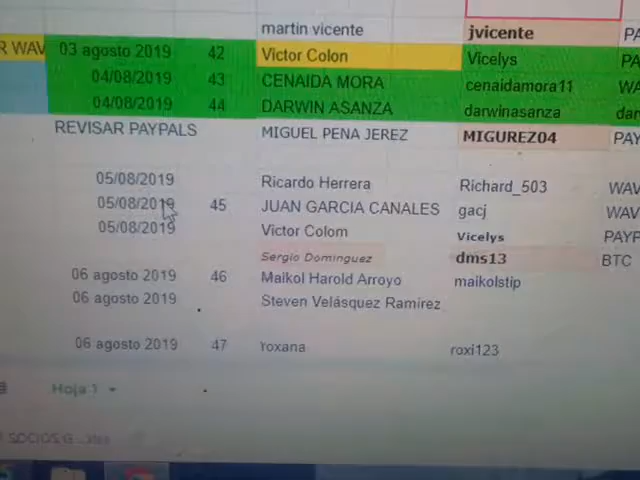 martin vicente jvicente PA
R WAV 03 agosto 2019 42 Victor Colon Vicelys PA
04/08/2019 43 CENAIDA MORA cenaidamora11 WA
04/08/2019 44 DARWIN ASANZA darwinasanza
REVISAR PAYPALS MIGUEL PENA JEREZ MIGUREZ04 PAY
05/08/2019 Ricardo Herrera Richard_503 WAV
05/08/2019 45 JUAN GARCIA CANALES gacj WAV
05/08/2019 Victor Colom Vicelys PAYP
Sergio Dominguez dms13 BTC
06 agosto 2019 46 Maikol Harold Arroyo maikolstip
06 agosto 2019 Steven Velásquez Ramírez
06 agosto 2019 47 Yoxana roxi123
Hoja 1